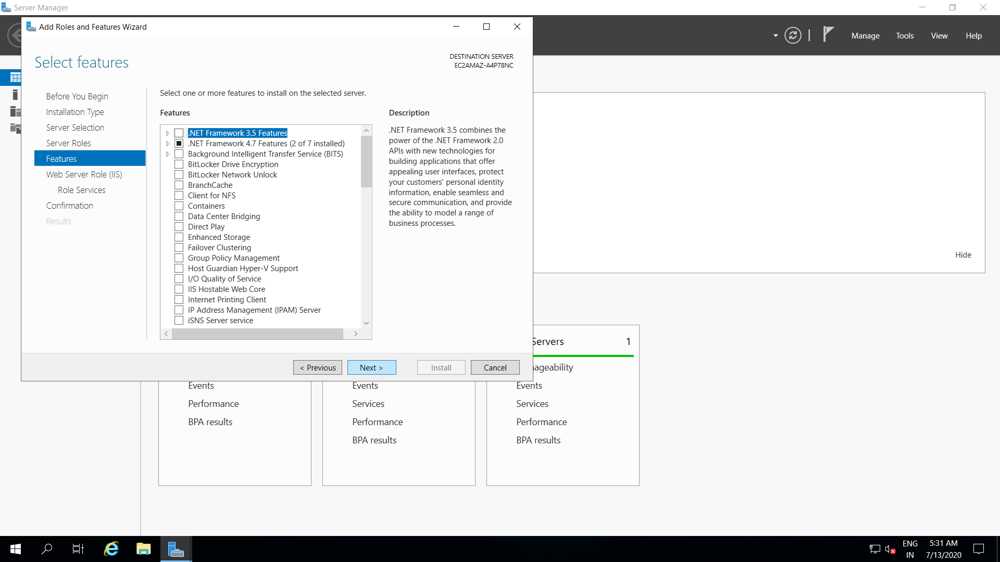 Server Manager
Add Roles and Features Wizard
Manage
Tools
View
Help
Select features
DESTINATION SERVER
EC2AMAZ-A4P78NC
Before You Begin
Installation Type
Server Selection
Server Roles
Features
Web Server Role (IIS)
Role Services
Confirmation
Results
Select one or more features to install on the selected server.
Features
.NET Framework 3.5 Features
.NET Framework 4.7 Features (2 of 7 installed)
Background Intelligent Transfer Service (BITS)
BitLocker Drive Encryption
BitLocker Network Unlock
BranchCache
Client for NFS
Containers
Data Center Bridging
Direct Play
Enhanced Storage
Failover Clustering
Group Policy Management
Host Guardian Hyper-V Support
I/O Quality of Service
IIS Hostable Web Core
Internet Printing Client
IP Address Management (IPAM) Server
iSNS Server service
Description
.NET Framework 3.5 combines the
power of the .NET Framework 2.0
APIs with new technologies for
building applications that offer
appealing user interfaces, protect
your customers' personal identity
information, enable seamless and
secure communication, and provide
the ability to model a range of
business processes.
< Previous
Next >
Install
Cancel
Hide
Servers
1
nageability
Events
Performance
BPA results
Events
Services
Performance
BPA results
Events
Services
Performance
BPA results
ENG
IN
5:31 AM
7/13/2020